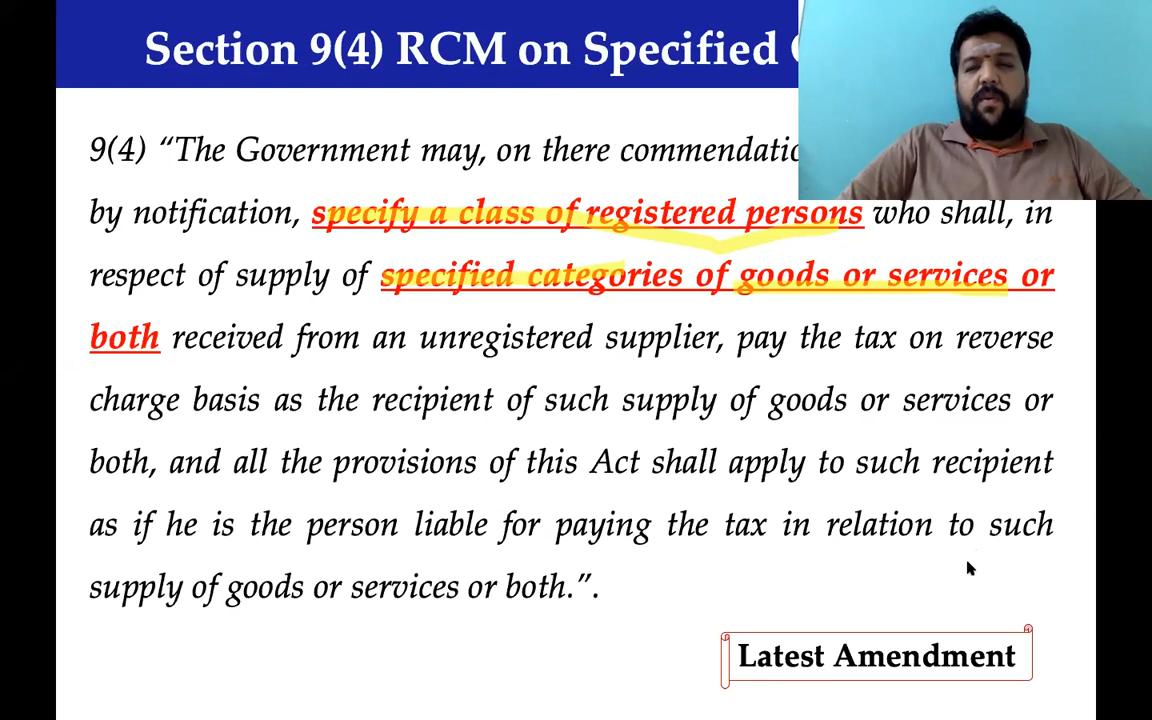 Section 9(4) RCM on Specified
9(4) “The Government may, on there commendatio
by notification, specify a class of registered persons who shall, in
respect of supply of specified categories of goods or services or
both received from an unregistered supplier, pay the tax on reverse
charge basis as the recipient of such supply of goods or services or
both, and all the provisions of this Act shall apply to such recipient
as if he is the person liable for paying the tax in relation to such
supply of goods or services or both.”.
Latest Amendment